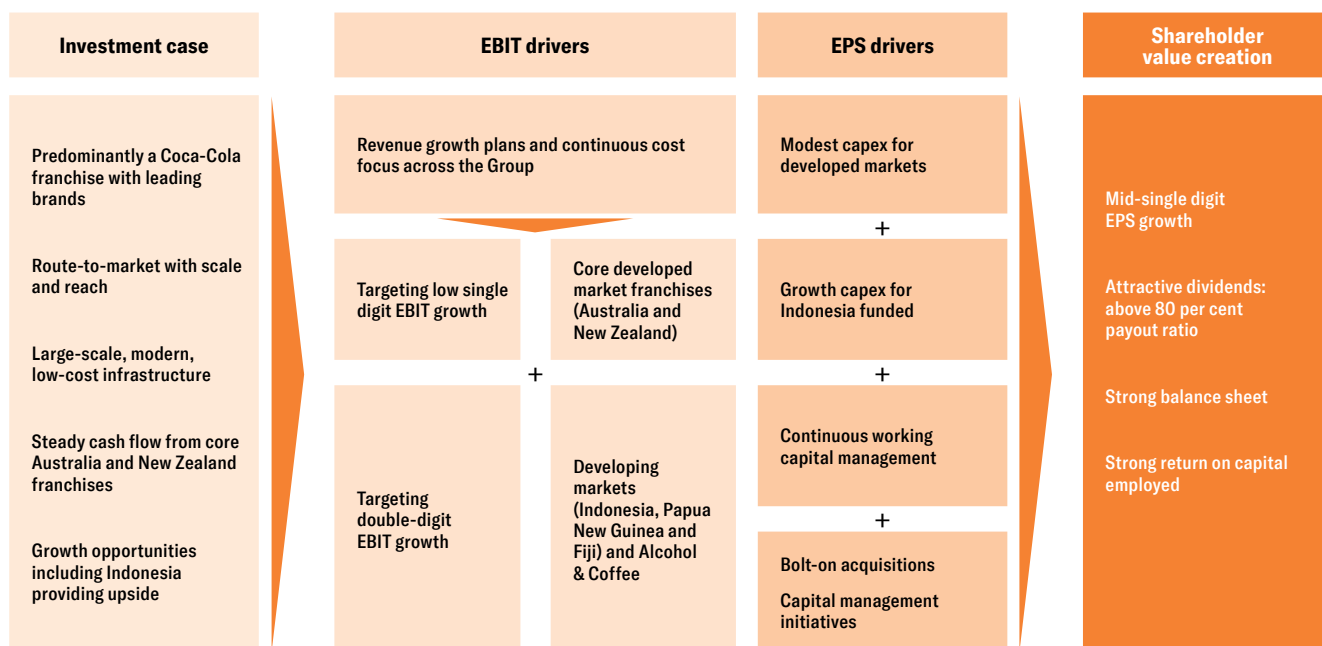 Investment case
Predominantly a Coca-Cola
franchise with leading
brands
Route-to-market with scale
and reach
Large-scale, modern,
low-cost infrastructure
Steady cash flow from core
Australia and New Zealand
franchises
Growth opportunities
including Indonesia
providing upside
EBIT drivers
Revenue growth plans and continuous cost
focus across the Group
Targeting low single
digit EBIT growth
Core developed
market franchises
(Australia and
New Zealand)
+
Targeting
double-digit
EBIT growth
Developing
markets
(Indonesia, Papua
New Guinea and
Fiji) and Alcohol
& Coffee
EPS drivers
Modest capex for
developed markets
+
Growth capex for
Indonesia funded
+
Continuous working
capital management
+
Bolt-on acquisitions
Capital management
initiatives
Shareholder
value creation
Mid-single digit
EPS growth
Attractive dividends:
above 80 per cent
payout ratio
Strong balance sheet
Strong return on capital
employed